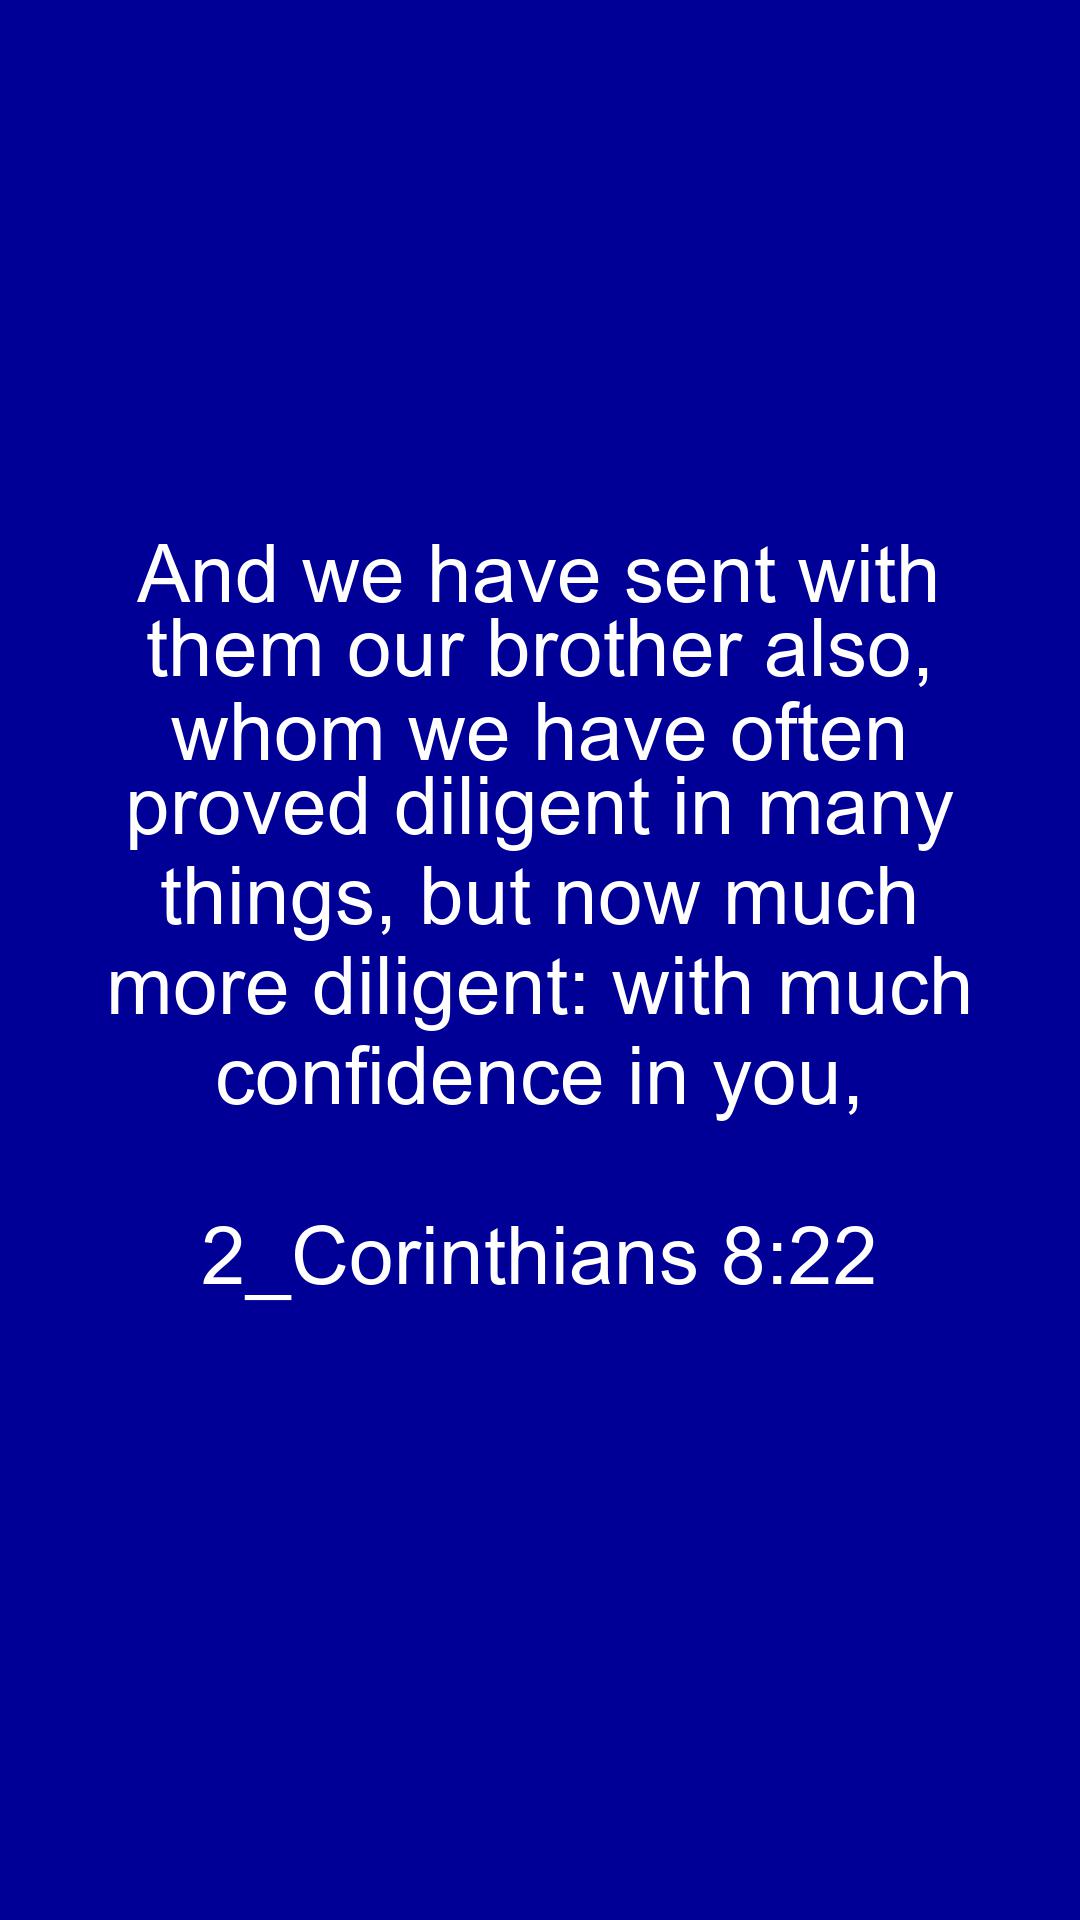 And we have sent with
them our brother also,
whom we have often
proved diligent in many
things, but now much
more diligent: with much
confidence in you,
2_Corinthians 8:22